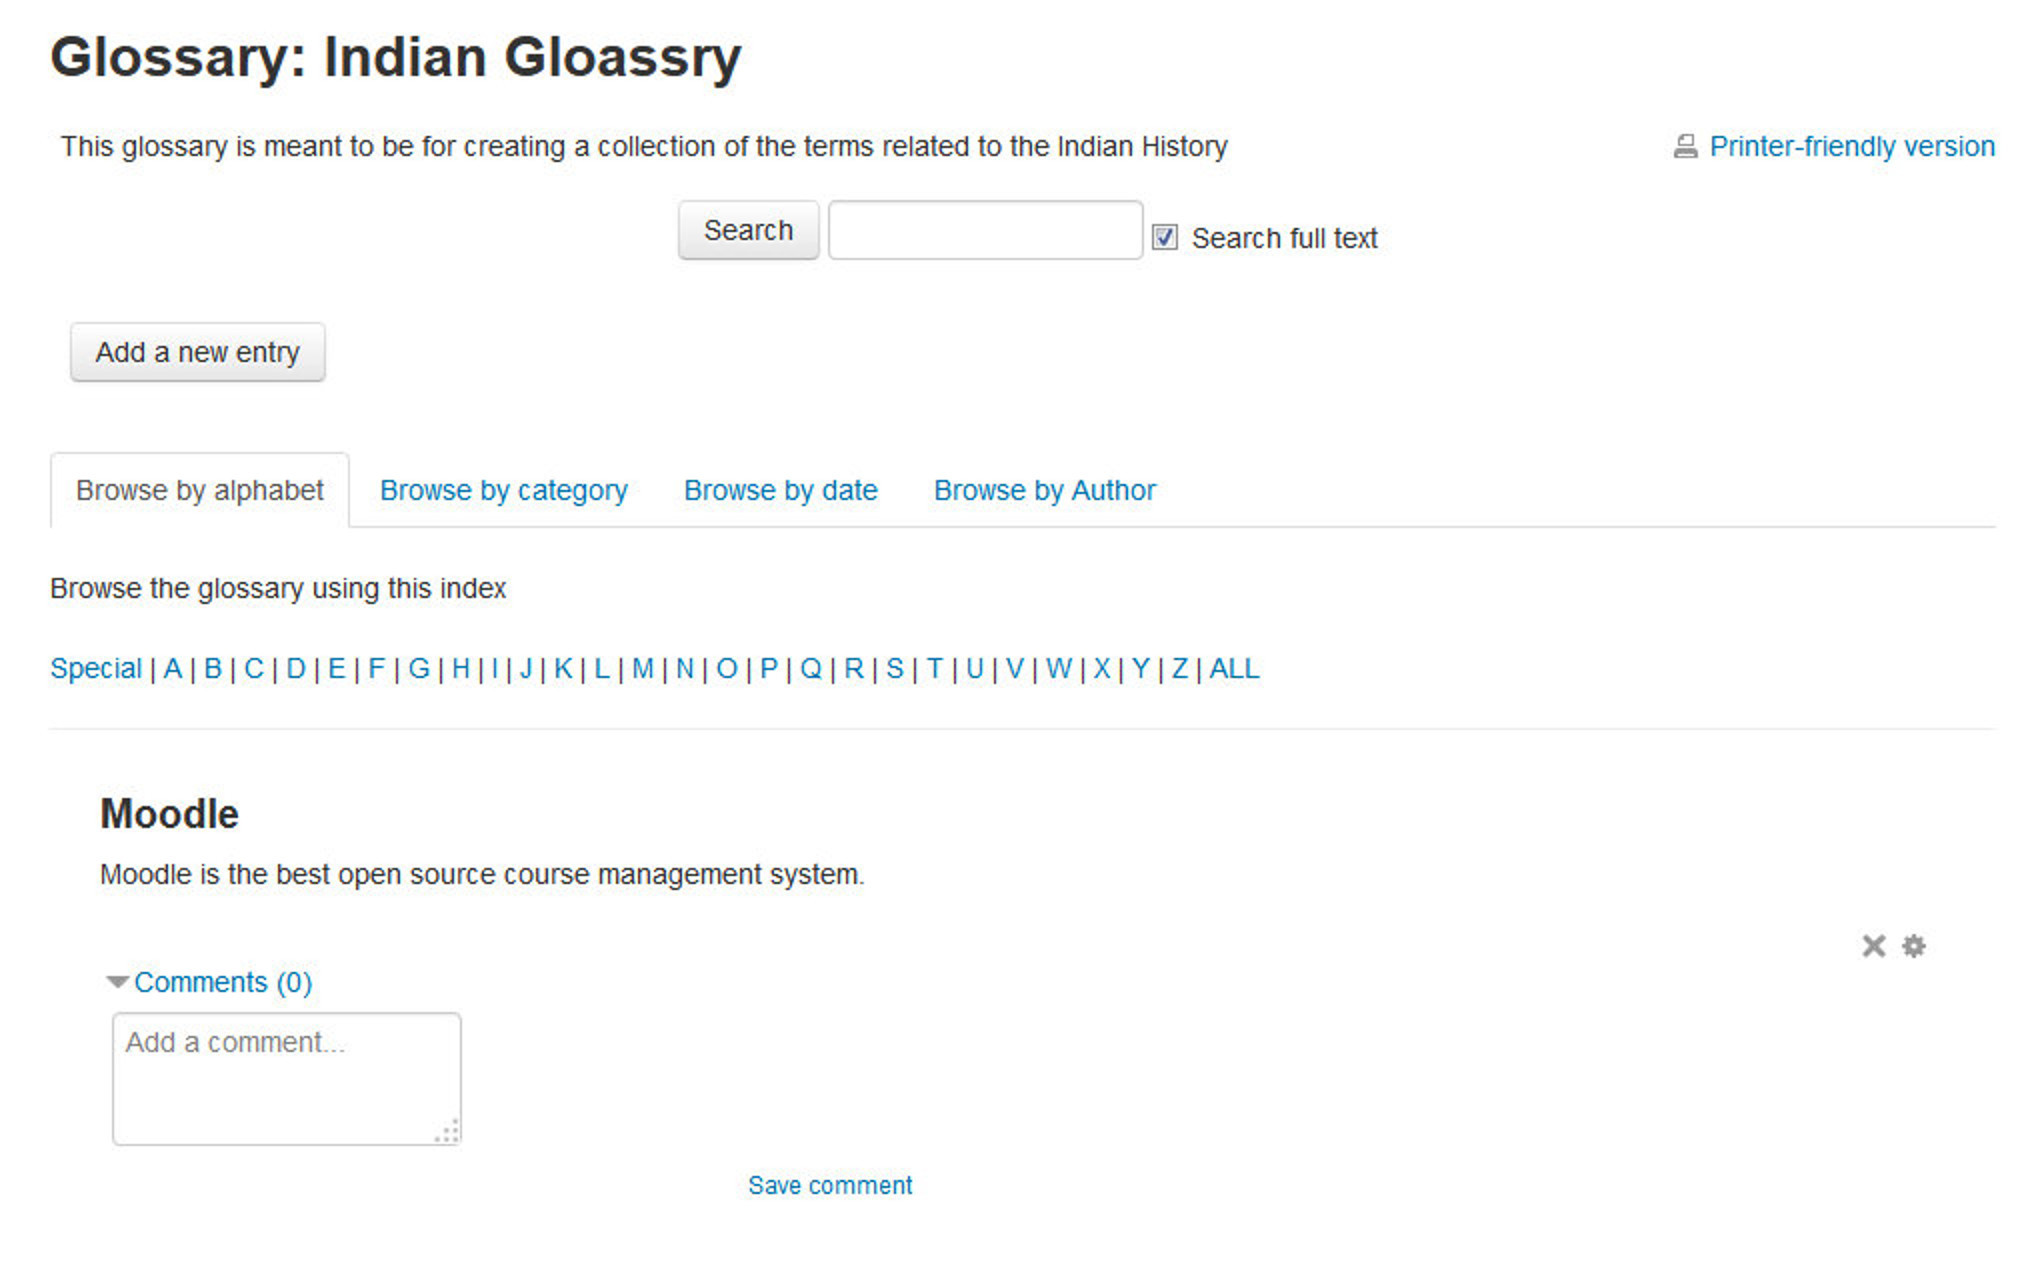 Glossary: Indian Gloassry
This glossary is meant to be for creating a collection of the terms related to the Indian History
Printer-friendly version
Search
Search full text
Add a new entry
Browse by alphabet Browse by category Browse by date Browse by Author
Browse the glossary using this index
Special | A | B | C | D | E | F | G | H | I | J | K | L | M | N | O | P | Q | R | S | T | U | V | W | X | Y | Z | ALL
Moodle
Moodle is the best open source course management system.
Comments (0)
Add a comment...
Save comment